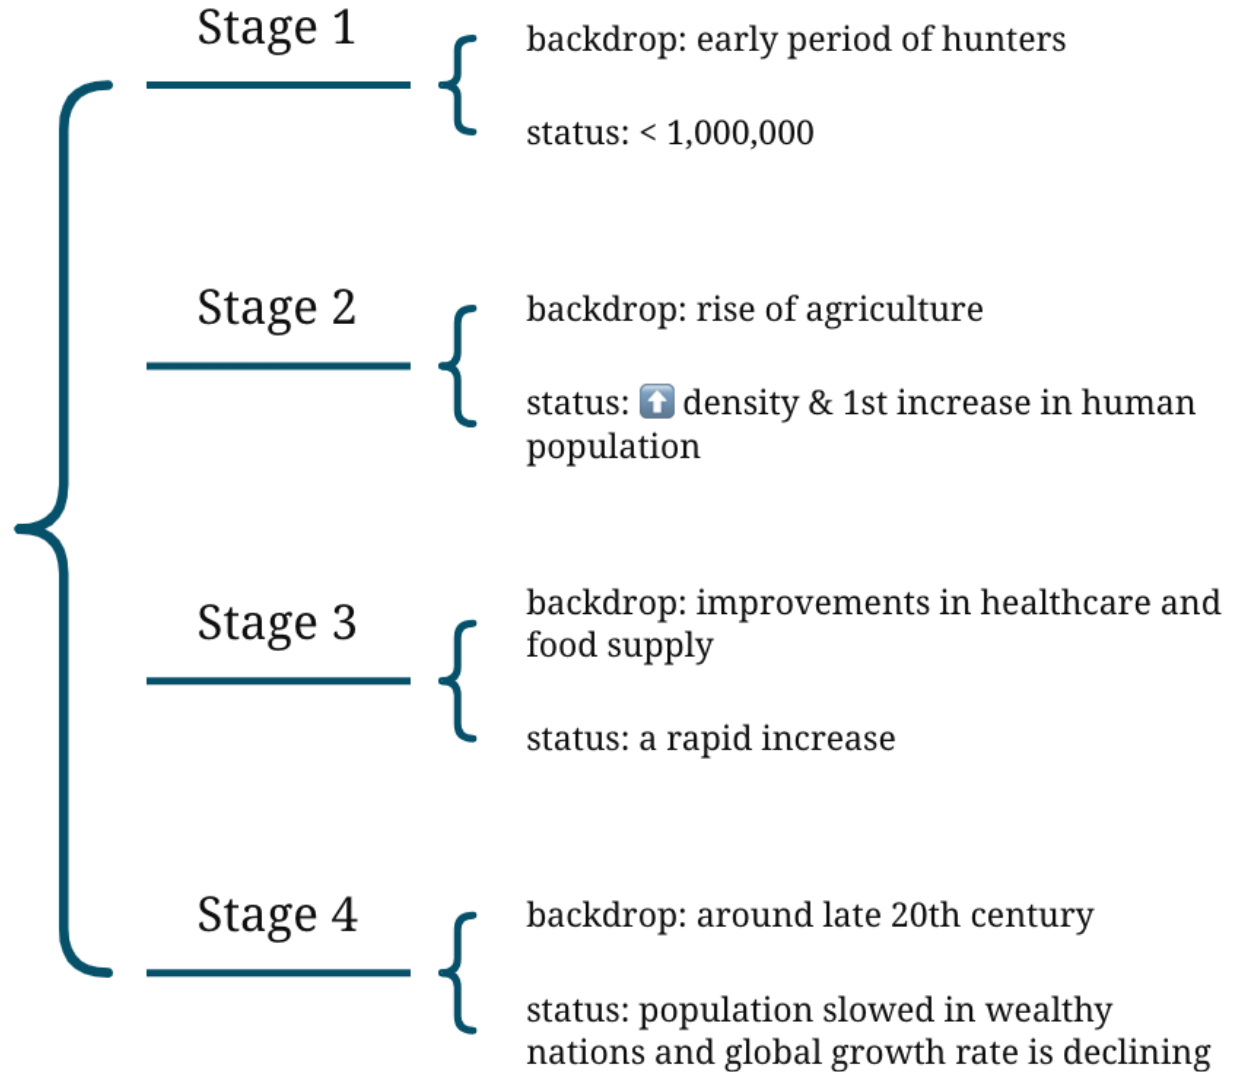 Stage 1
backdrop: early period of hunters
status: < 1,000,000
Stage 2
backdrop: rise of agriculture
status: ⬆️ density & 1st increase in human
population
Stage 3
backdrop: improvements in healthcare and
food supply
status: a rapid increase
Stage 4
backdrop: around late 20th century
status: population slowed in wealthy
nations and global growth rate is declining